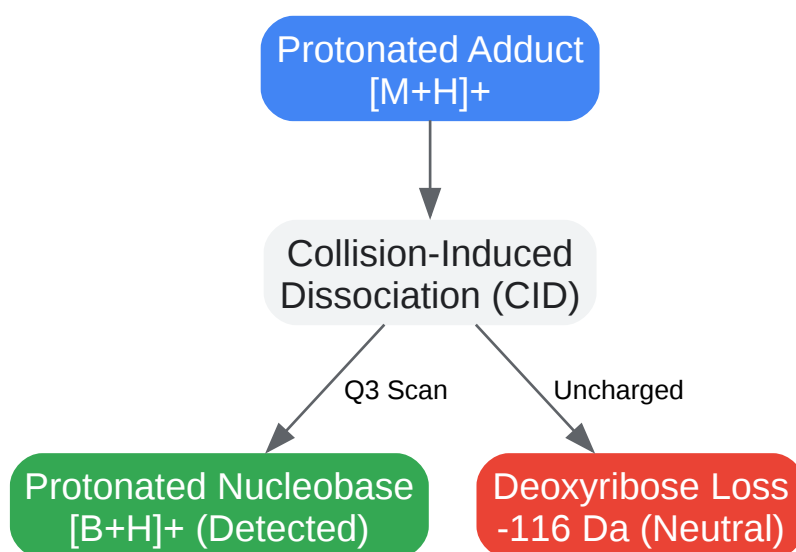 Protonated Adduct
[M+H]+
Collision-Induced
Dissociation (CID)
Q3 Scan
Uncharged
Protonated Nucleobase
[B+H]+ (Detected)
Deoxyribose Loss
-116 Da (Neutral)